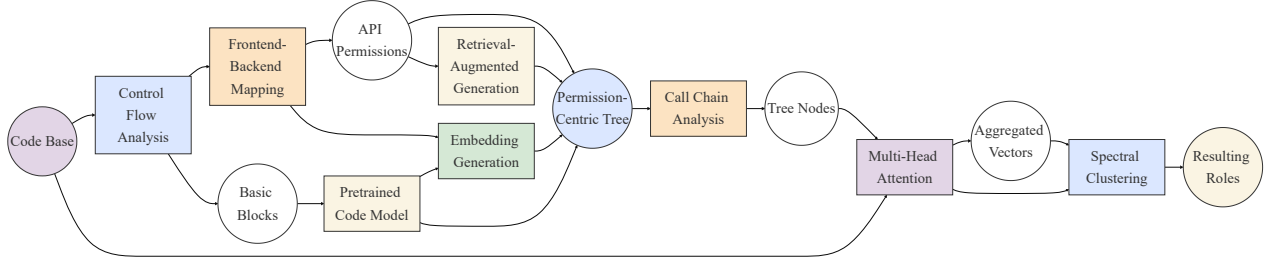 Code Base
Control
Flow
Analysis
Frontend-
Backend
Mapping
Basic
Blocks
API
Permissions
Pretrained
Code Model
Retrieval-
Augmented
Generation
Embedding
Generation
Permission-
Centric Tree
Call Chain
Analysis
Tree Nodes
Multi-Head
Attention
Aggregated
Vectors
Spectral
Clustering
Resulting
Roles